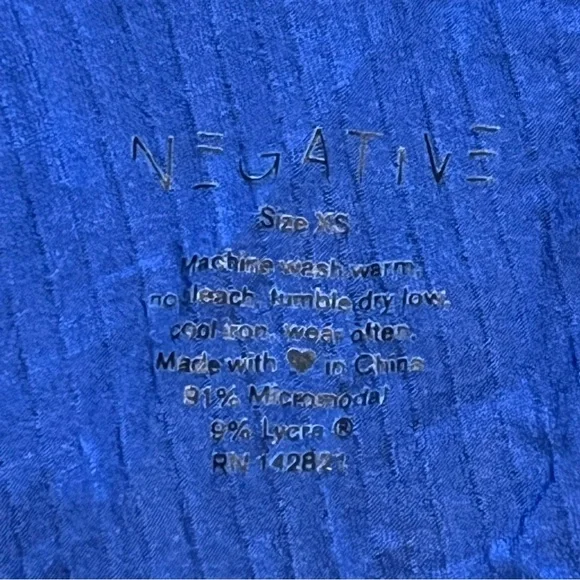 NEGATIVE
Size XS
Machine wash warm,
no bleach, tumble dry low,
cool iron, wear often.
Made with ♥ in China
91% Micromodal
9% Lycra ®
RN 142821